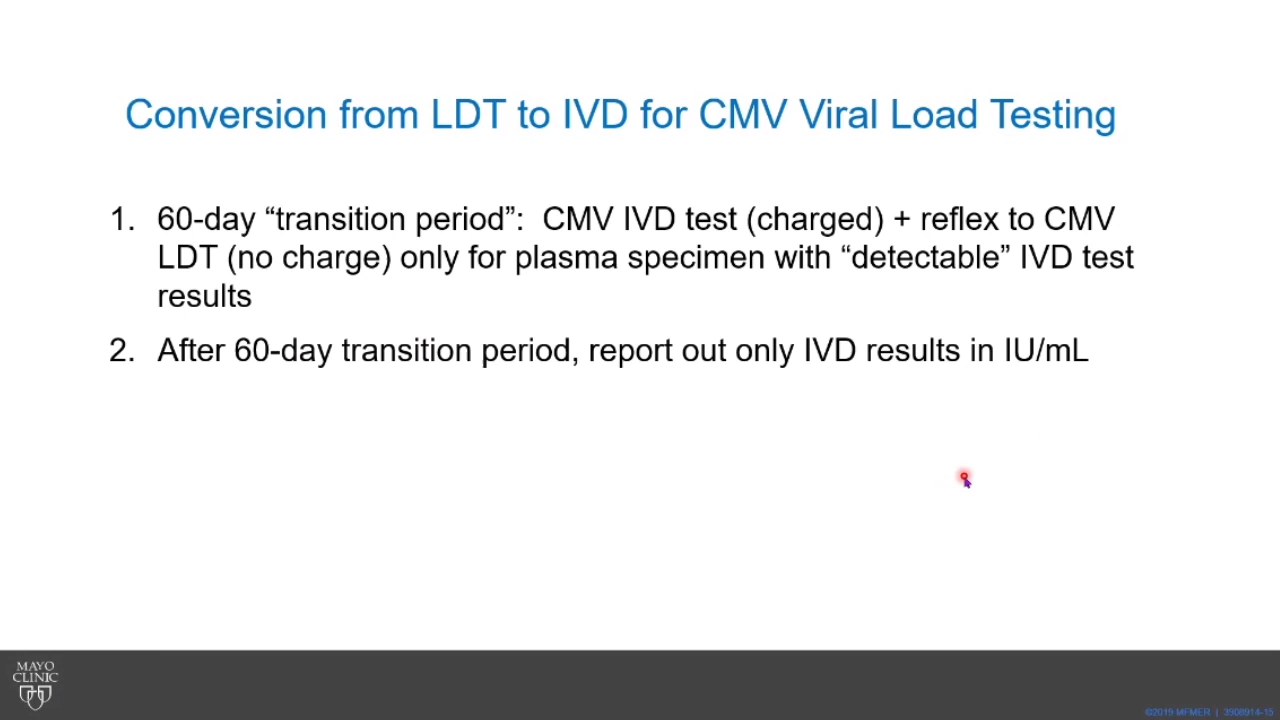 Conversion from LDT to IVD for CMV Viral Load Testing
1. 60-day “transition period”: CMV IVD test (charged) + reflex to CMV
LDT (no charge) only for plasma specimen with “detectable” IVD test
results
2. After 60-day transition period, report out only IVD results in IU/mL
MAYO
CLINIC
©2019 MFMER | 3908914-15